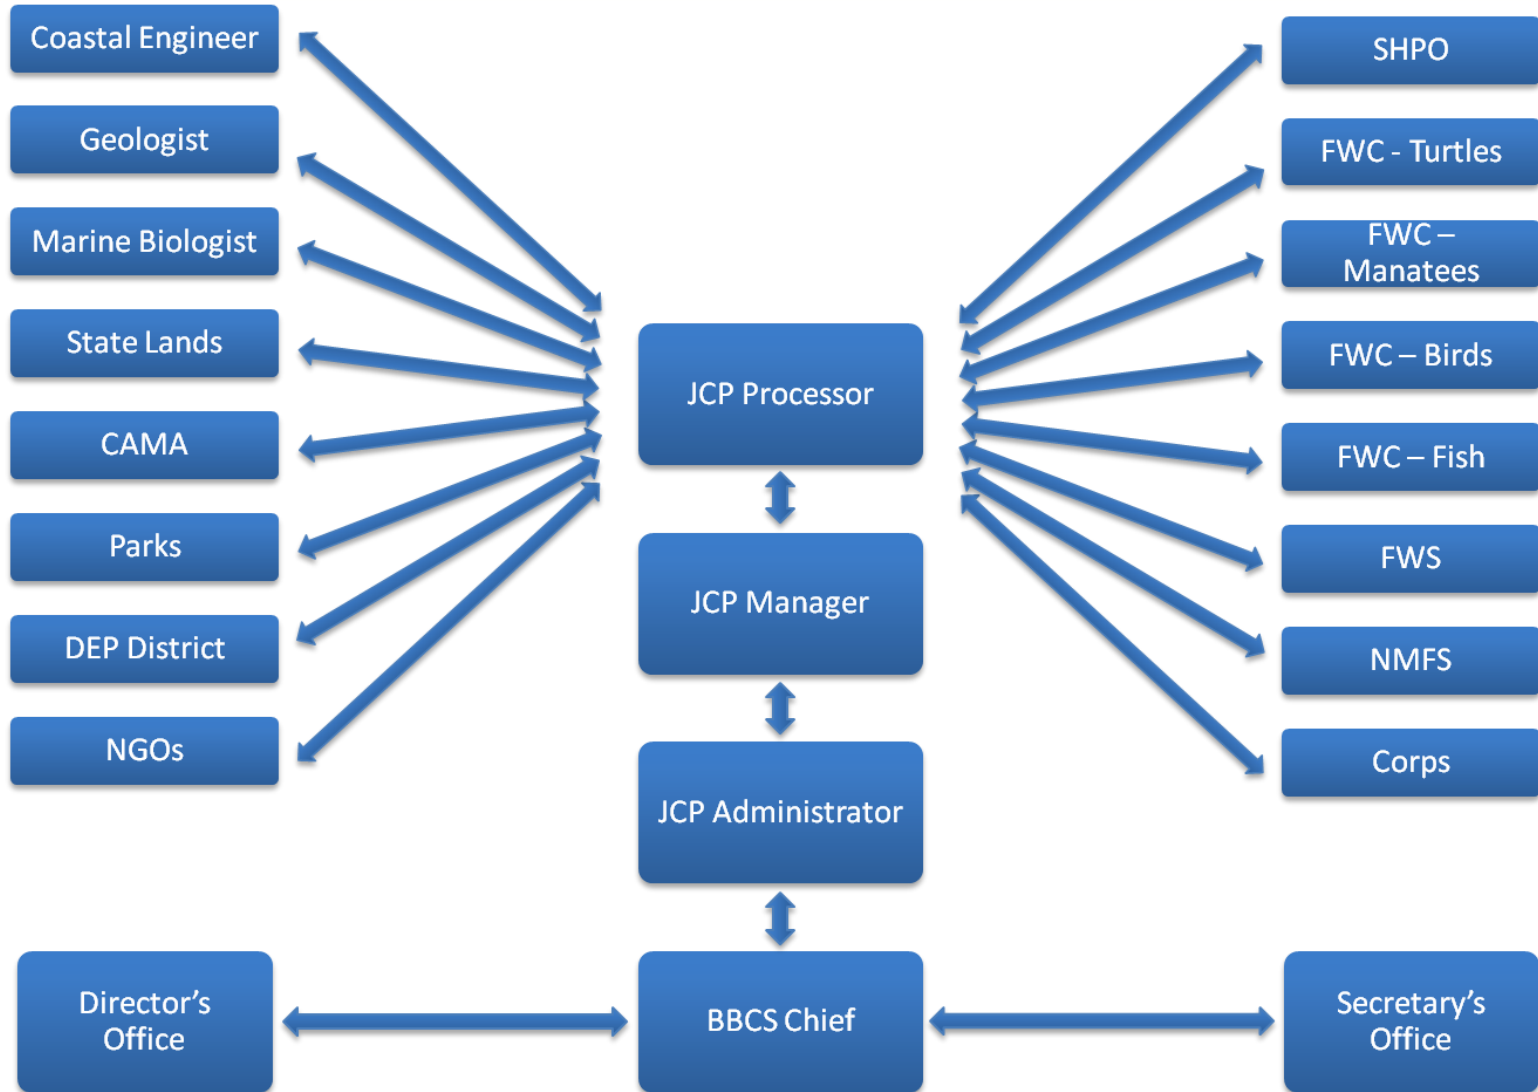 Coastal Engineer
Geologist
Marine Biologist
State Lands
CAMA
Parks
DEP District
NGOs
JCP Processor
JCP Manager
JCP Administrator
SHPO
FWC - Turtles
FWC –
Manatees
FWC – Birds
FWC – Fish
FWS
NMFS
Corps
Director’s
Office
BBCS Chief
Secretary’s
Office